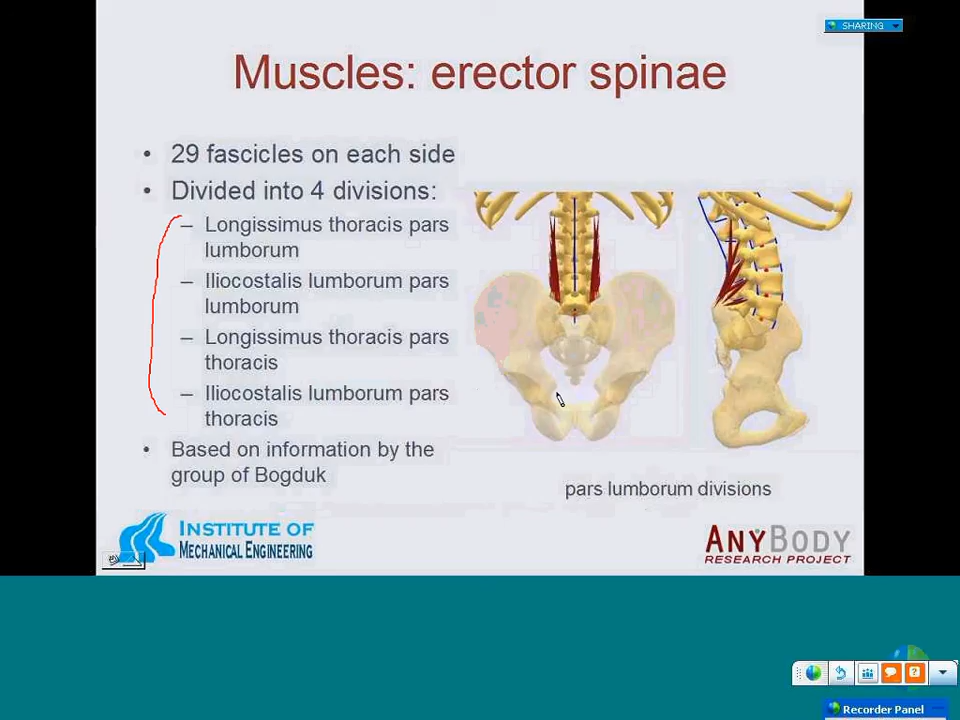 SHARING
Muscles: erector spinae
• 29 fascicles on each side
• Divided into 4 divisions:
– Longissimus thoracis pars
lumborum
– Iliocostalis lumborum pars
lumborum
– Longissimus thoracis pars
thoracis
– Iliocostalis lumborum pars
thoracis
• Based on information by the
group of Bogduk
pars lumborum divisions
INSTITUTE OF
MECHANICAL ENGINEERING
ANYBODY
RESEARCH PROJECT
Recorder Panel